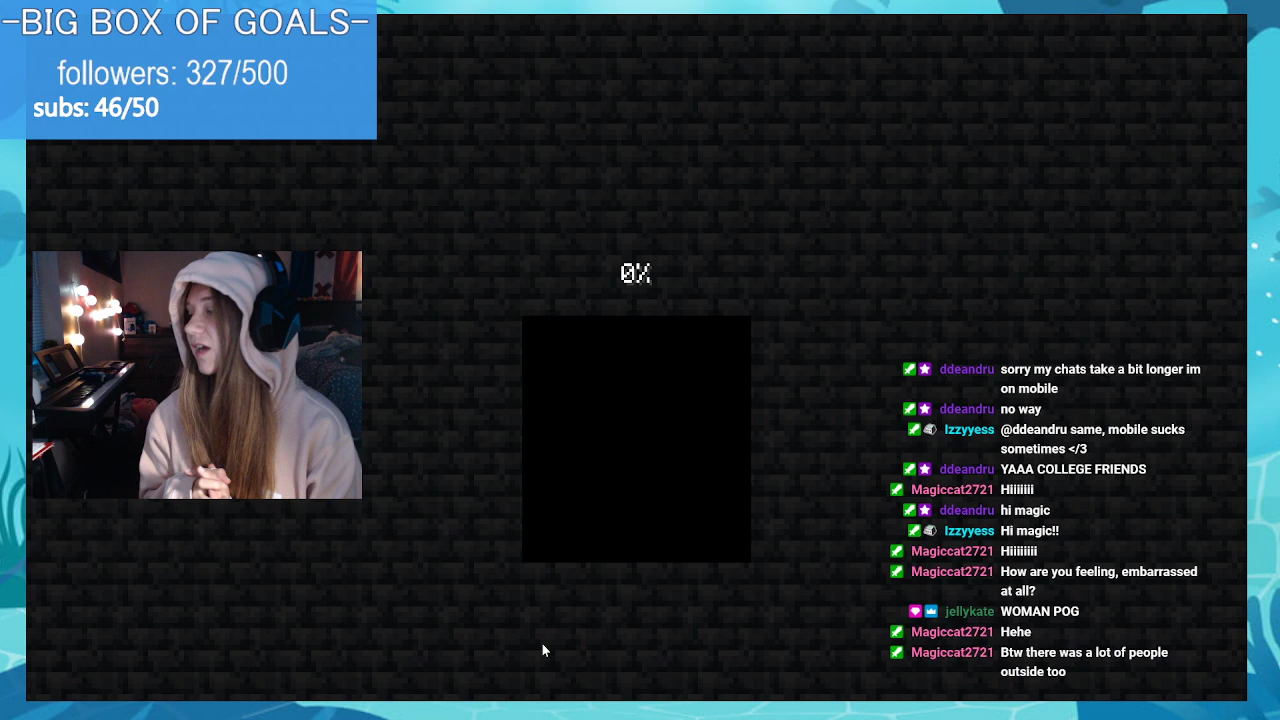 -BIG BOX OF GOALS-
followers: 327/500
subs: 46/50
0%
ddeandru sorry my chats take a bit longer im
on mobile
ddeandru no way
Izzyyess @ddeandru same, mobile sucks
sometimes </3
ddeandru YAAA COLLEGE FRIENDS
Magiccat2721 Hiiiiiii
ddeandru hi magic
Izzyyess Hi magic!!
Magiccat2721 Hiiiiiiii
Magiccat2721 How are you feeling, embarrassed
at all?
jellykate WOMAN POG
Magiccat2721 Hehe
Magiccat2721 Btw there was a lot of people
outside too